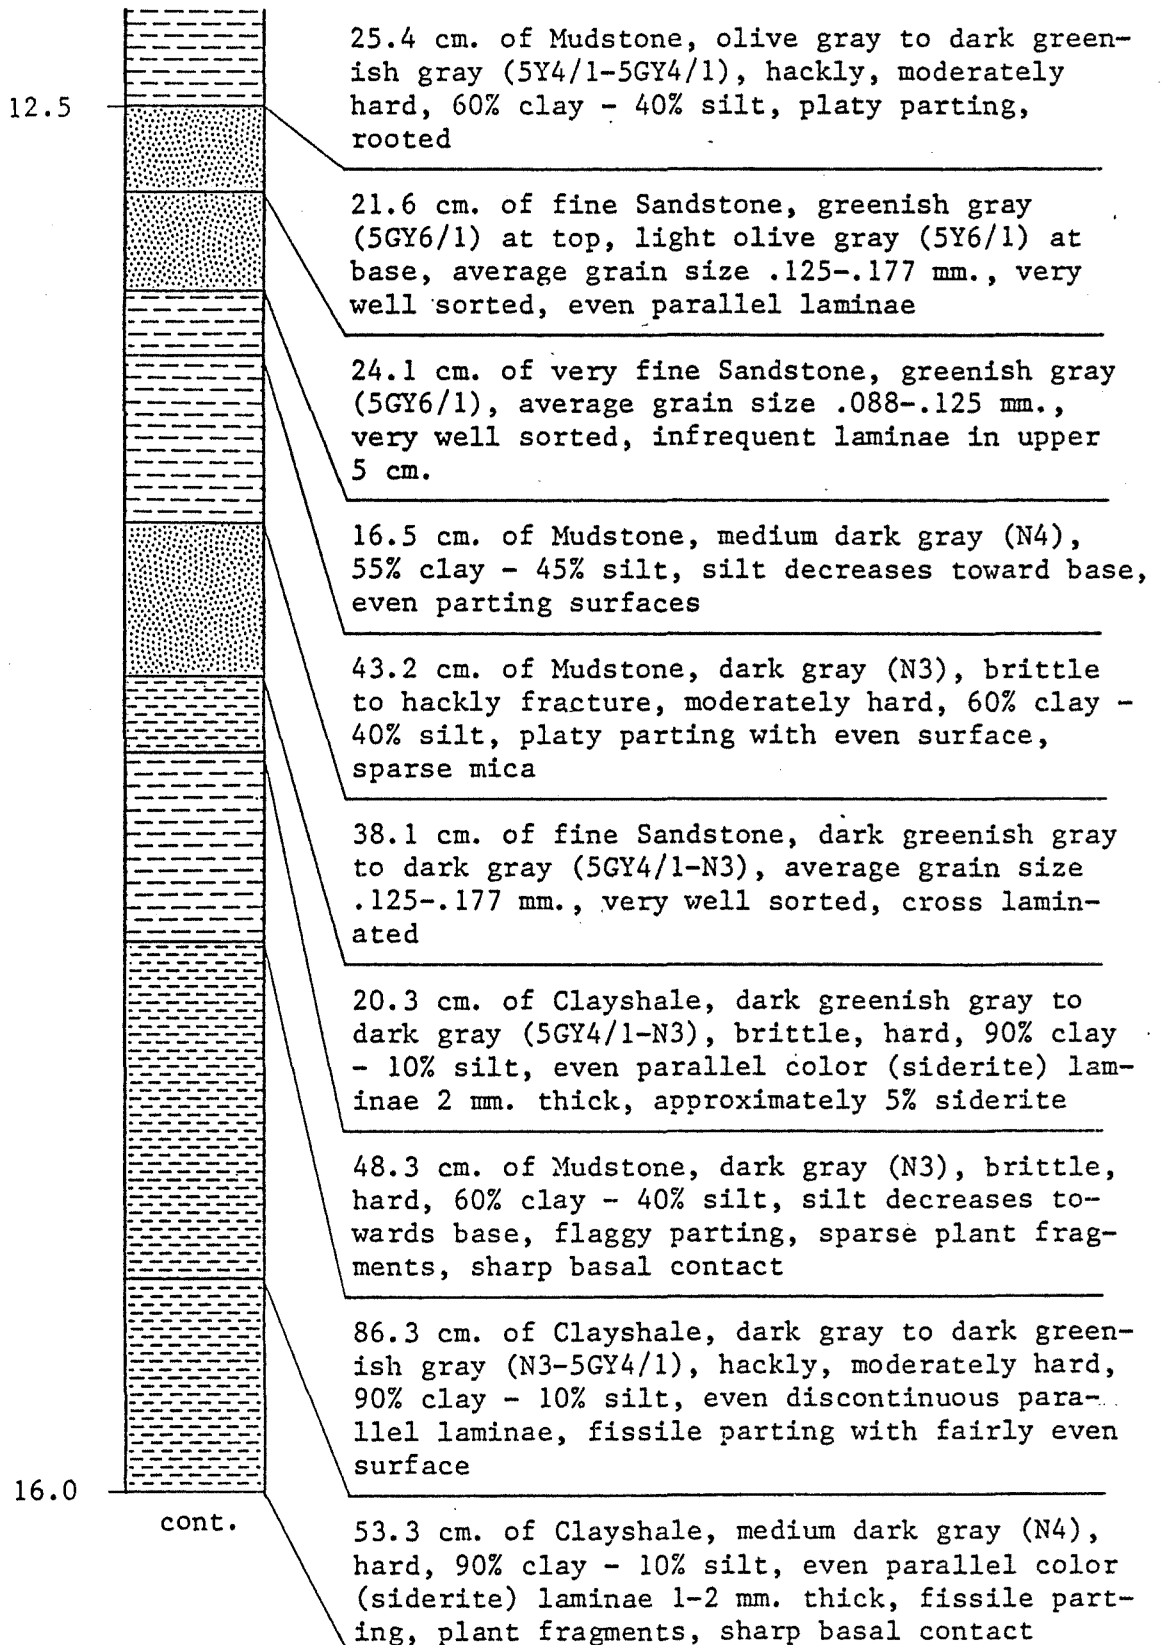 25.4 cm. of Mudstone, olive gray to dark green-
ish gray (5Y4/1-5GY4/1), hackly, moderately
hard, 60% clay - 40% silt, platy parting,
rooted
12.5
21.6 cm. of fine Sandstone, greenish gray
(5GY6/1) at top, light olive gray (5Y6/1) at
base, average grain size .125-.177 mm., very
well sorted, even parallel laminae
24.1 cm. of very fine Sandstone, greenish gray
(5GY6/1), average grain size .088-.125 mm.,
very well sorted, infrequent laminae in upper
5 cm.
16.5 cm. of Mudstone, medium dark gray (N4),
55% clay - 45% silt, silt decreases toward base,
even parting surfaces
43.2 cm. of Mudstone, dark gray (N3), brittle
to hackly fracture, moderately hard, 60% clay -
40% silt, platy parting with even surface,
sparse mica
38.1 cm. of fine Sandstone, dark greenish gray
to dark gray (5GY4/1-N3), average grain size
.125-.177 mm., very well sorted, cross lamin-
ated
20.3 cm. of Clayshale, dark greenish gray to
dark gray (5GY4/1-N3), brittle, hard, 90% clay
- 10% silt, even parallel color (siderite) lam-
inae 2 mm. thick, approximately 5% siderite
48.3 cm. of Mudstone, dark gray (N3), brittle,
hard, 60% clay - 40% silt, silt decreases to-
wards base, flaggy parting, sparse plant frag-
ments, sharp basal contact
86.3 cm. of Clayshale, dark gray to dark green-
ish gray (N3-5GY4/1), hackly, moderately hard,
90% clay - 10% silt, even discontinuous para-
llel laminae, fissile parting with fairly even
surface
16.0
cont.
53.3 cm. of Clayshale, medium dark gray (N4),
hard, 90% clay - 10% silt, even parallel color
(siderite) laminae 1-2 mm. thick, fissile part-
ing, plant fragments, sharp basal contact